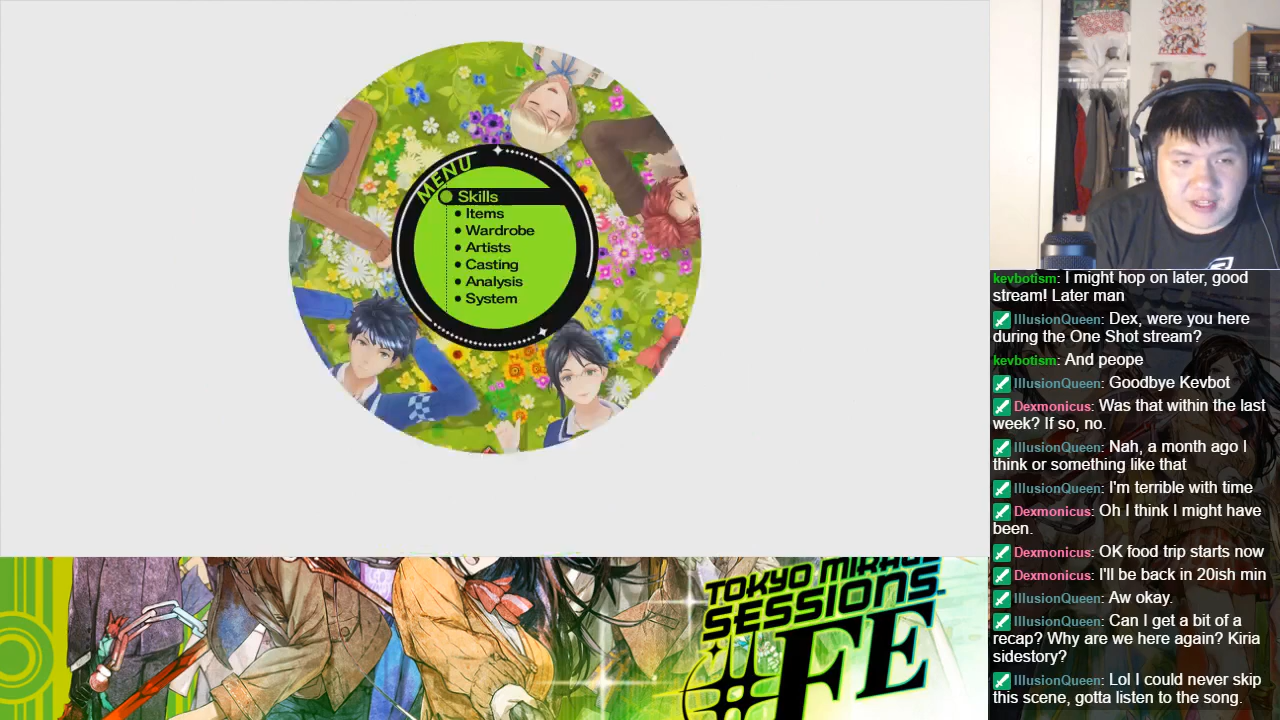 MENU
Skills
Items
Wardrobe
Artists
Casting
Analysis
System
TOKYO MIRAGE
SESSIONS
#FE
kevbotism: I might hop on later, good
stream! Later man
IllusionQueen: Dex, were you here
during the One Shot stream?
kevbotism: And peope
IllusionQueen: Goodbye Kevbot
Dexmonicus: Was that within the last
week? If so, no.
IllusionQueen: Nah, a month ago I
think or something like that
IllusionQueen: I'm terrible with time
Dexmonicus: Oh I think I might have
been.
Dexmonicus: OK food trip starts now
Dexmonicus: I'll be back in 20ish min
IllusionQueen: Aw okay.
IllusionQueen: Can I get a bit of a
recap? Why are we here again? Kiria
sidestory?
IllusionQueen: Lol I could never skip
this scene, gotta listen to the song.